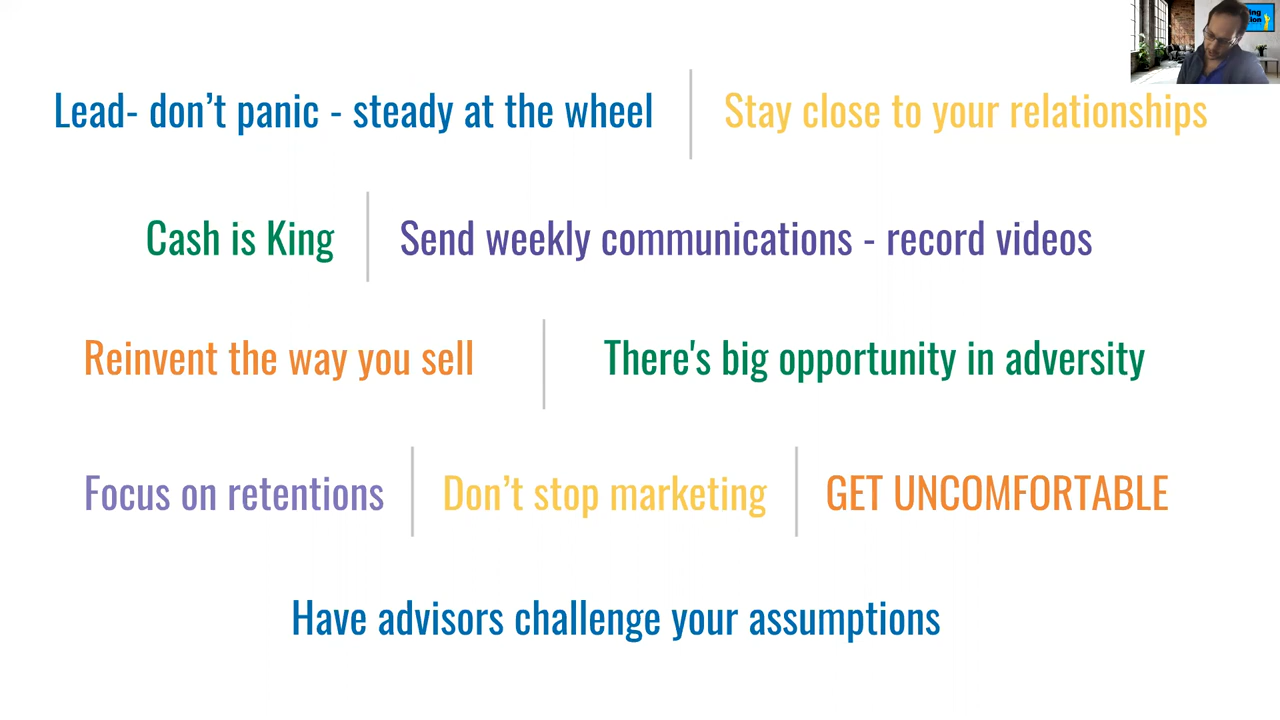 Lead- don’t panic - steady at the wheel
Stay close to your relationships
Cash is King
Send weekly communications - record videos
Reinvent the way you sell
There's big opportunity in adversity
Focus on retentions
Don’t stop marketing
GET UNCOMFORTABLE
Have advisors challenge your assumptions